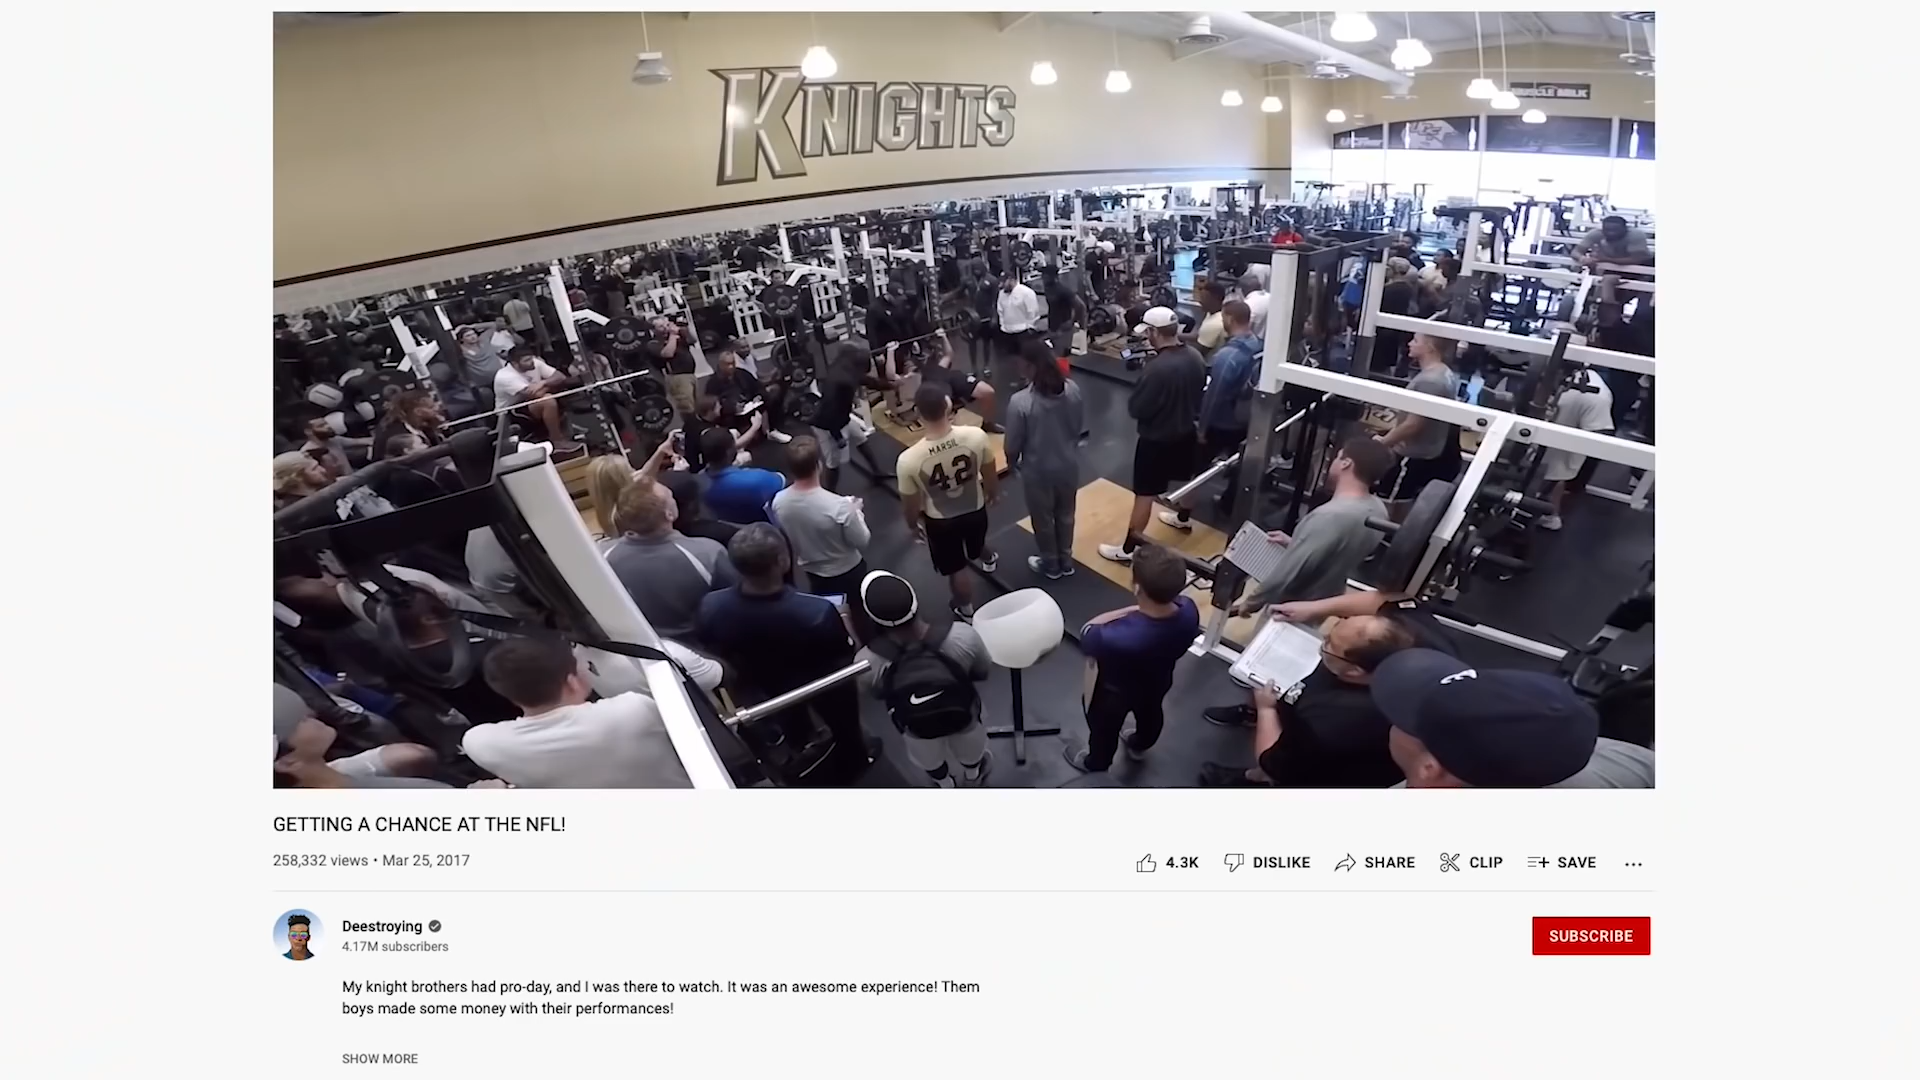 KNIGHTS
MUSCLE MILK
MARSIL
42
GETTING A CHANCE AT THE NFL!
258,332 views • Mar 25, 2017
4.3K DISLIKE SHARE CLIP SAVE ...
Deestroying
4.17M subscribers
SUBSCRIBE
My knight brothers had pro-day, and I was there to watch. It was an awesome experience! Them
boys made some money with their performances!
SHOW MORE